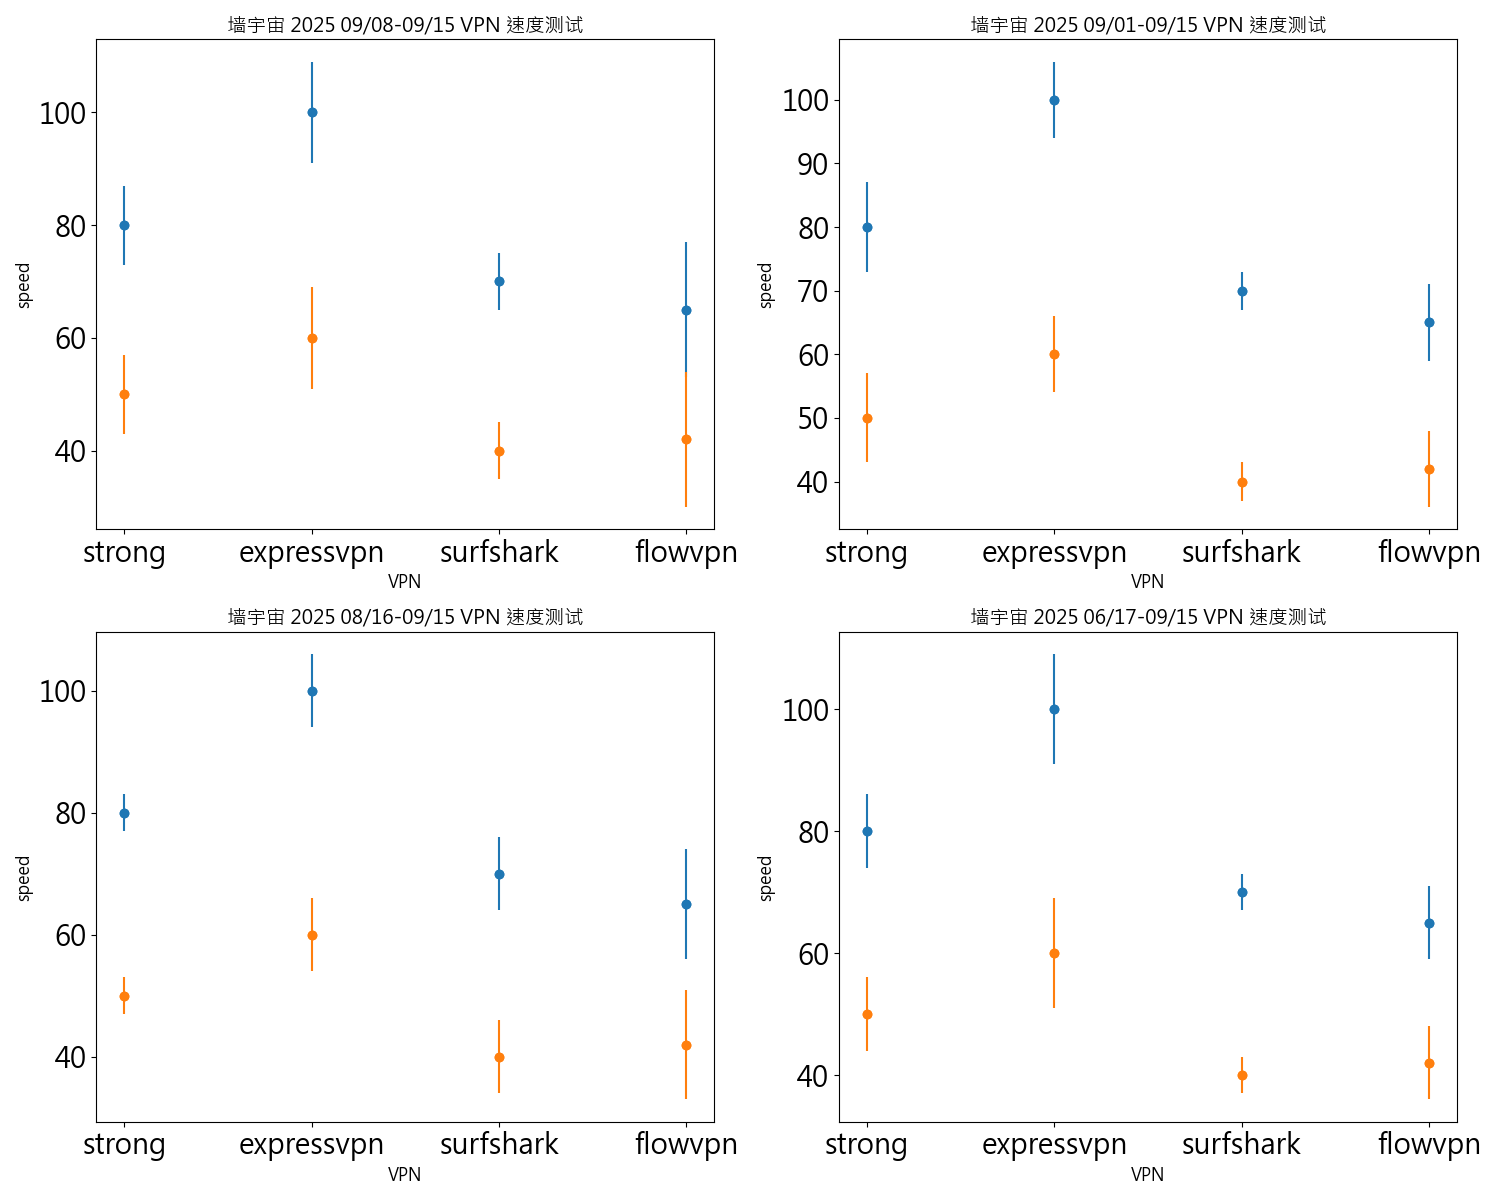 墙宇宙 2025 09/08-09/15 VPN 速度测试
100
80
60
40
speed
strong expressvpn surfshark flowvpn
VPN
墙宇宙 2025 09/01-09/15 VPN 速度测试
100
90
80
70
60
50
40
speed
strong expressvpn surfshark flowvpn
VPN
墙宇宙 2025 08/16-09/15 VPN 速度测试
100
80
60
40
speed
strong expressvpn surfshark flowvpn
VPN
墙宇宙 2025 06/17-09/15 VPN 速度测试
100
80
60
40
speed
strong expressvpn surfshark flowvpn
VPN